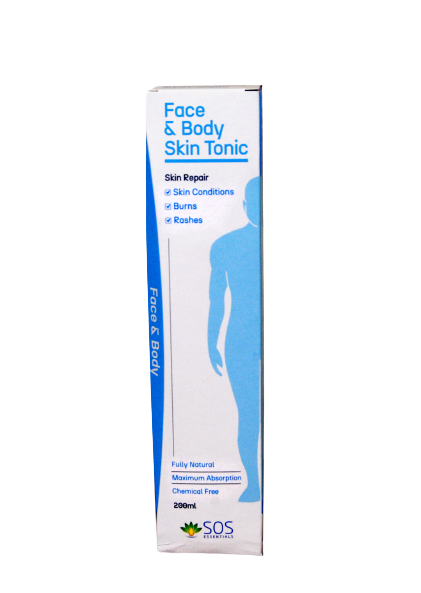 Face
& Body
Skin Tonic
Skin Repair
Skin Conditions
Burns
Rashes
Face & Body
Fully Natural
Maximum Absorption
Chemical Free
200ml
SOS
ESSENTIALS